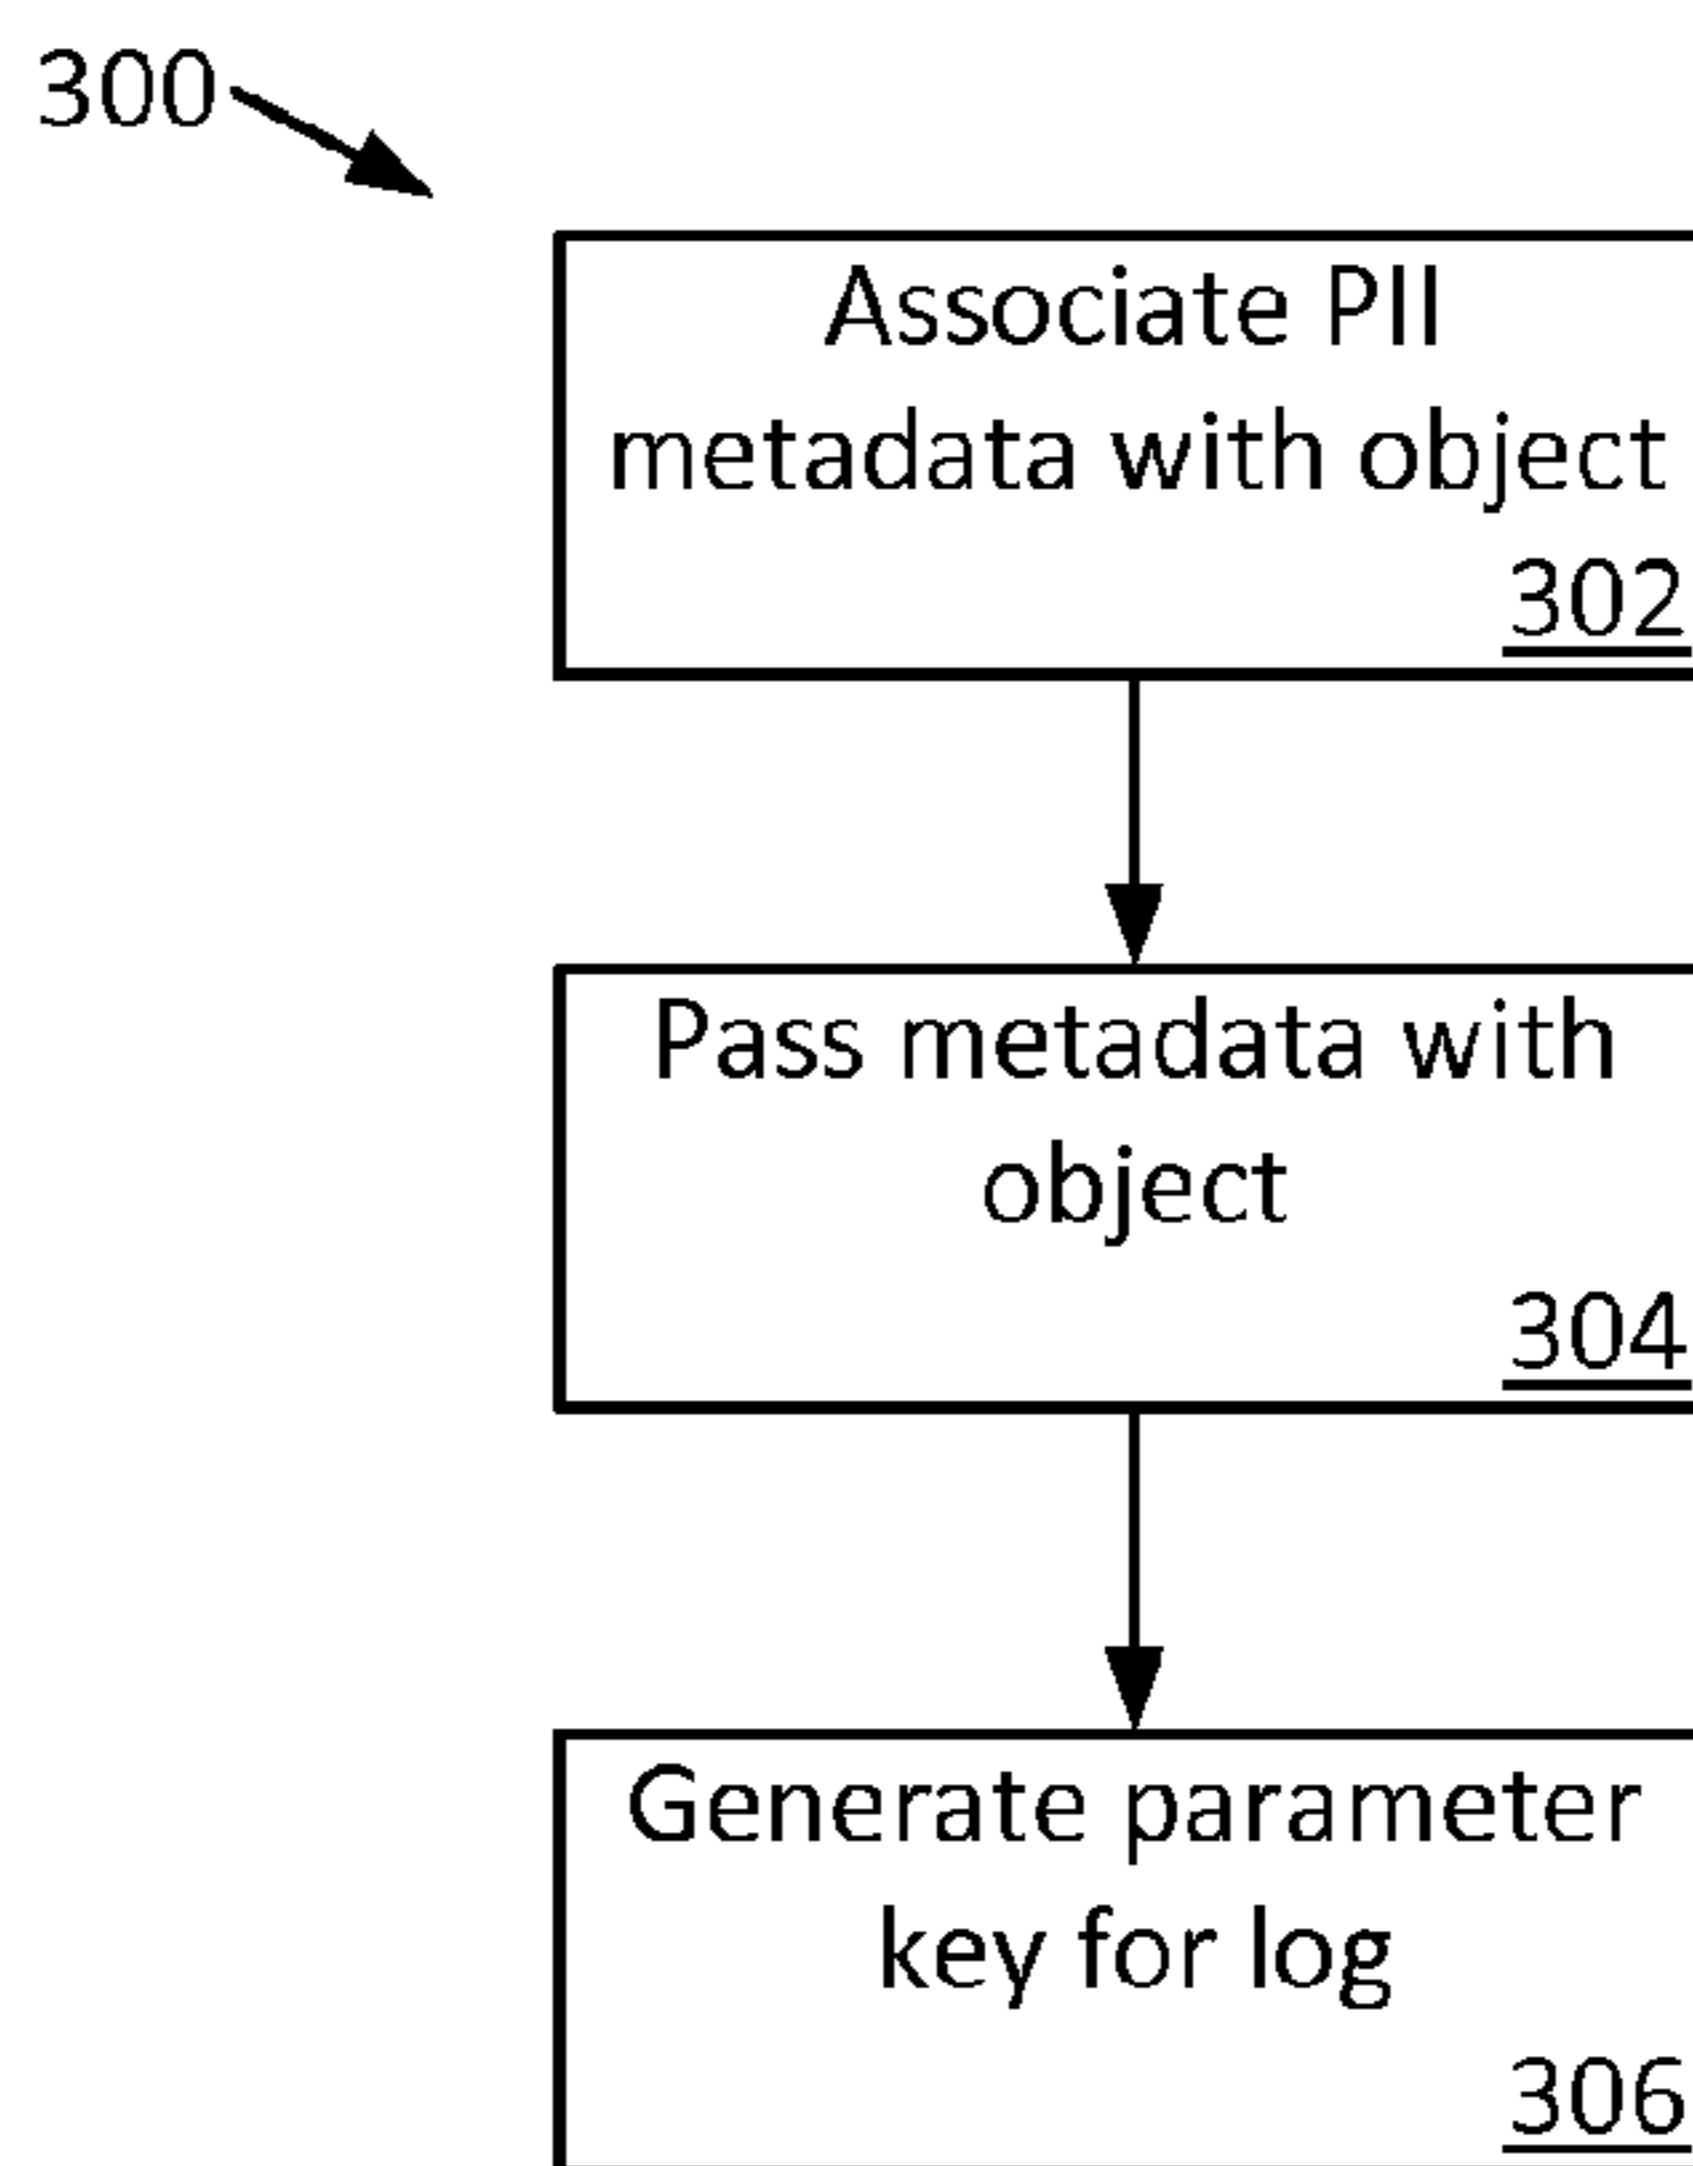 300
Associate PII
metadata with object
302
Pass metadata with
object
304
Generate parameter
key for log
306